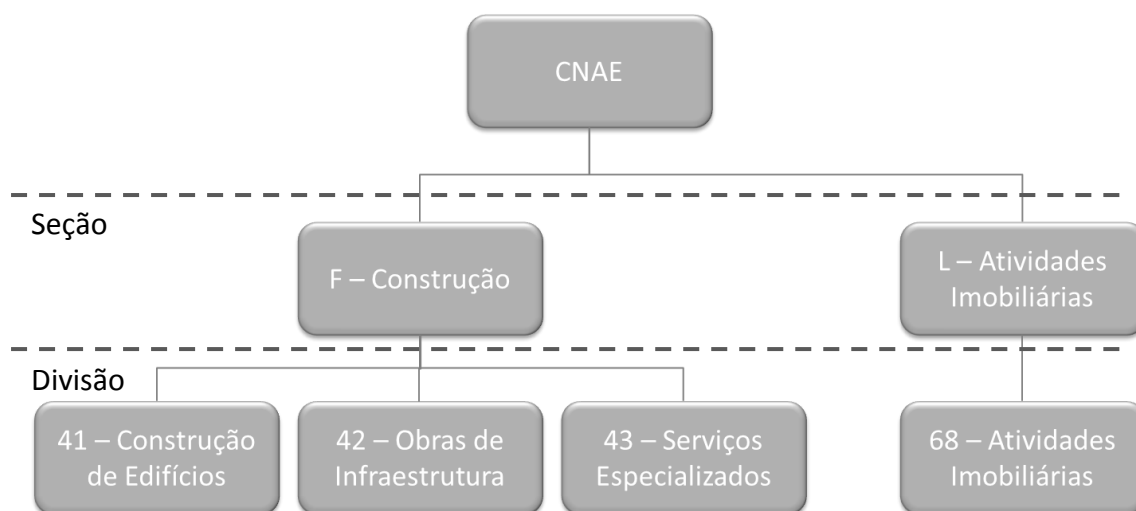 CNAE
Seção
F – Construção
L – Atividades
Imobiliárias
Divisão
41 – Construção
de Edifícios
42 – Obras de
Infraestrutura
43 – Serviços
Especializados
68 – Atividades
Imobiliárias